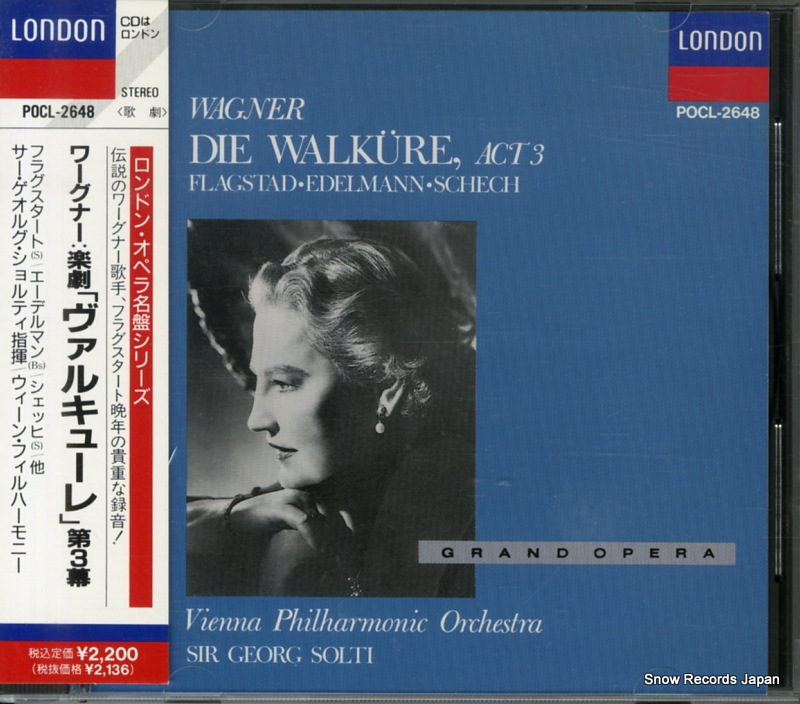 LONDON
CDは
ロンドン
STEREO
POCL-2648
〈歌劇〉
ロンドン・オペラ名盤シリーズ
伝説のワーグナー歌手、フラグスタート晩年の貴重な録音!
ワーグナー:楽劇「ヴァルキューレ」第3幕
フラグスタート(S)/エーデルマン(Bs)/シェッヒ(S)/他
サー・ゲオルグ・ショルティ指揮/ウィーン・フィルハーモニー
税込定価 ¥2,200
(税抜価格 ¥2,136)
LONDON
POCL-2648
WAGNER
DIE WALKÜRE, ACT 3
FLAGSTAD•EDELMANN•SCHECH
GRAND OPERA
Vienna Philharmonic Orchestra
SIR GEORG SOLTI
Snow Records Japan